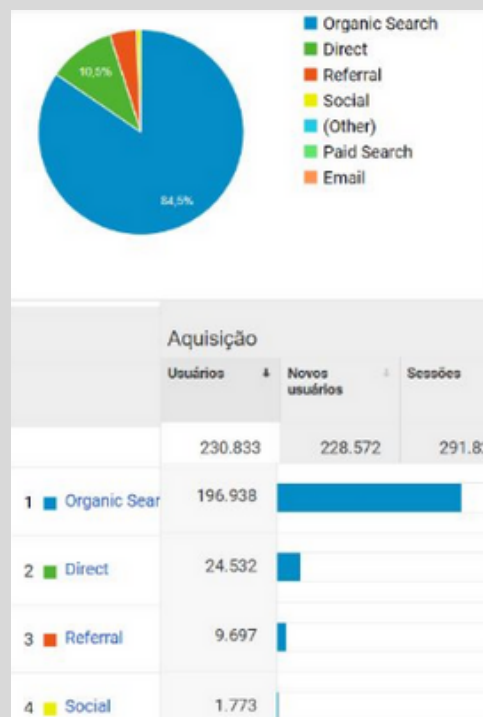 Organic Search
Direct
Referral
Social
(Other)
Paid Search
Email
10,5%
84,5%
Aquisição
Usuários
Novos usuários
Sessões
230.833
228.572
291.8
1 Organic Sear
196.938
2 Direct
24.532
3 Referral
9.697
4 Social
1.773